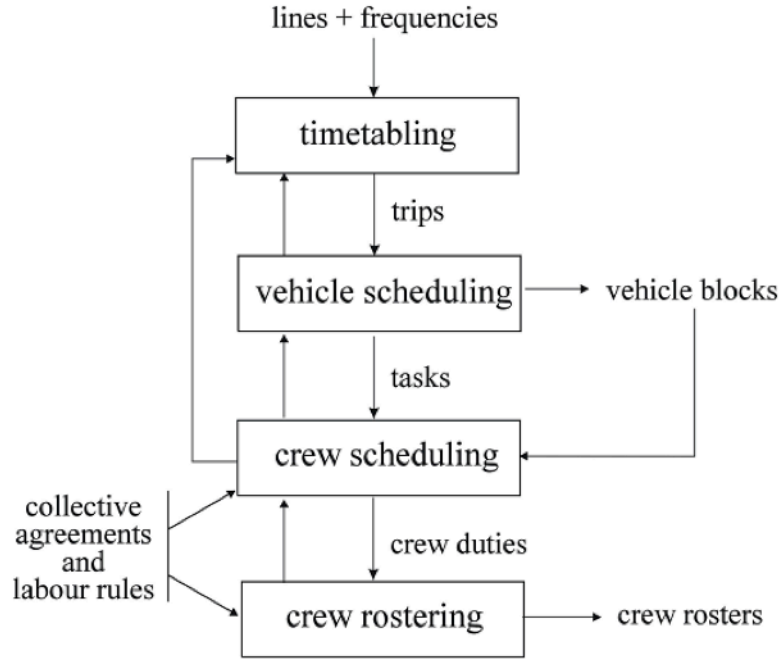 lines + frequencies
timetabling
trips
vehicle scheduling
vehicle blocks
tasks
crew scheduling
collective
agreements
and
labour rules
crew duties
crew rostering
crew rosters